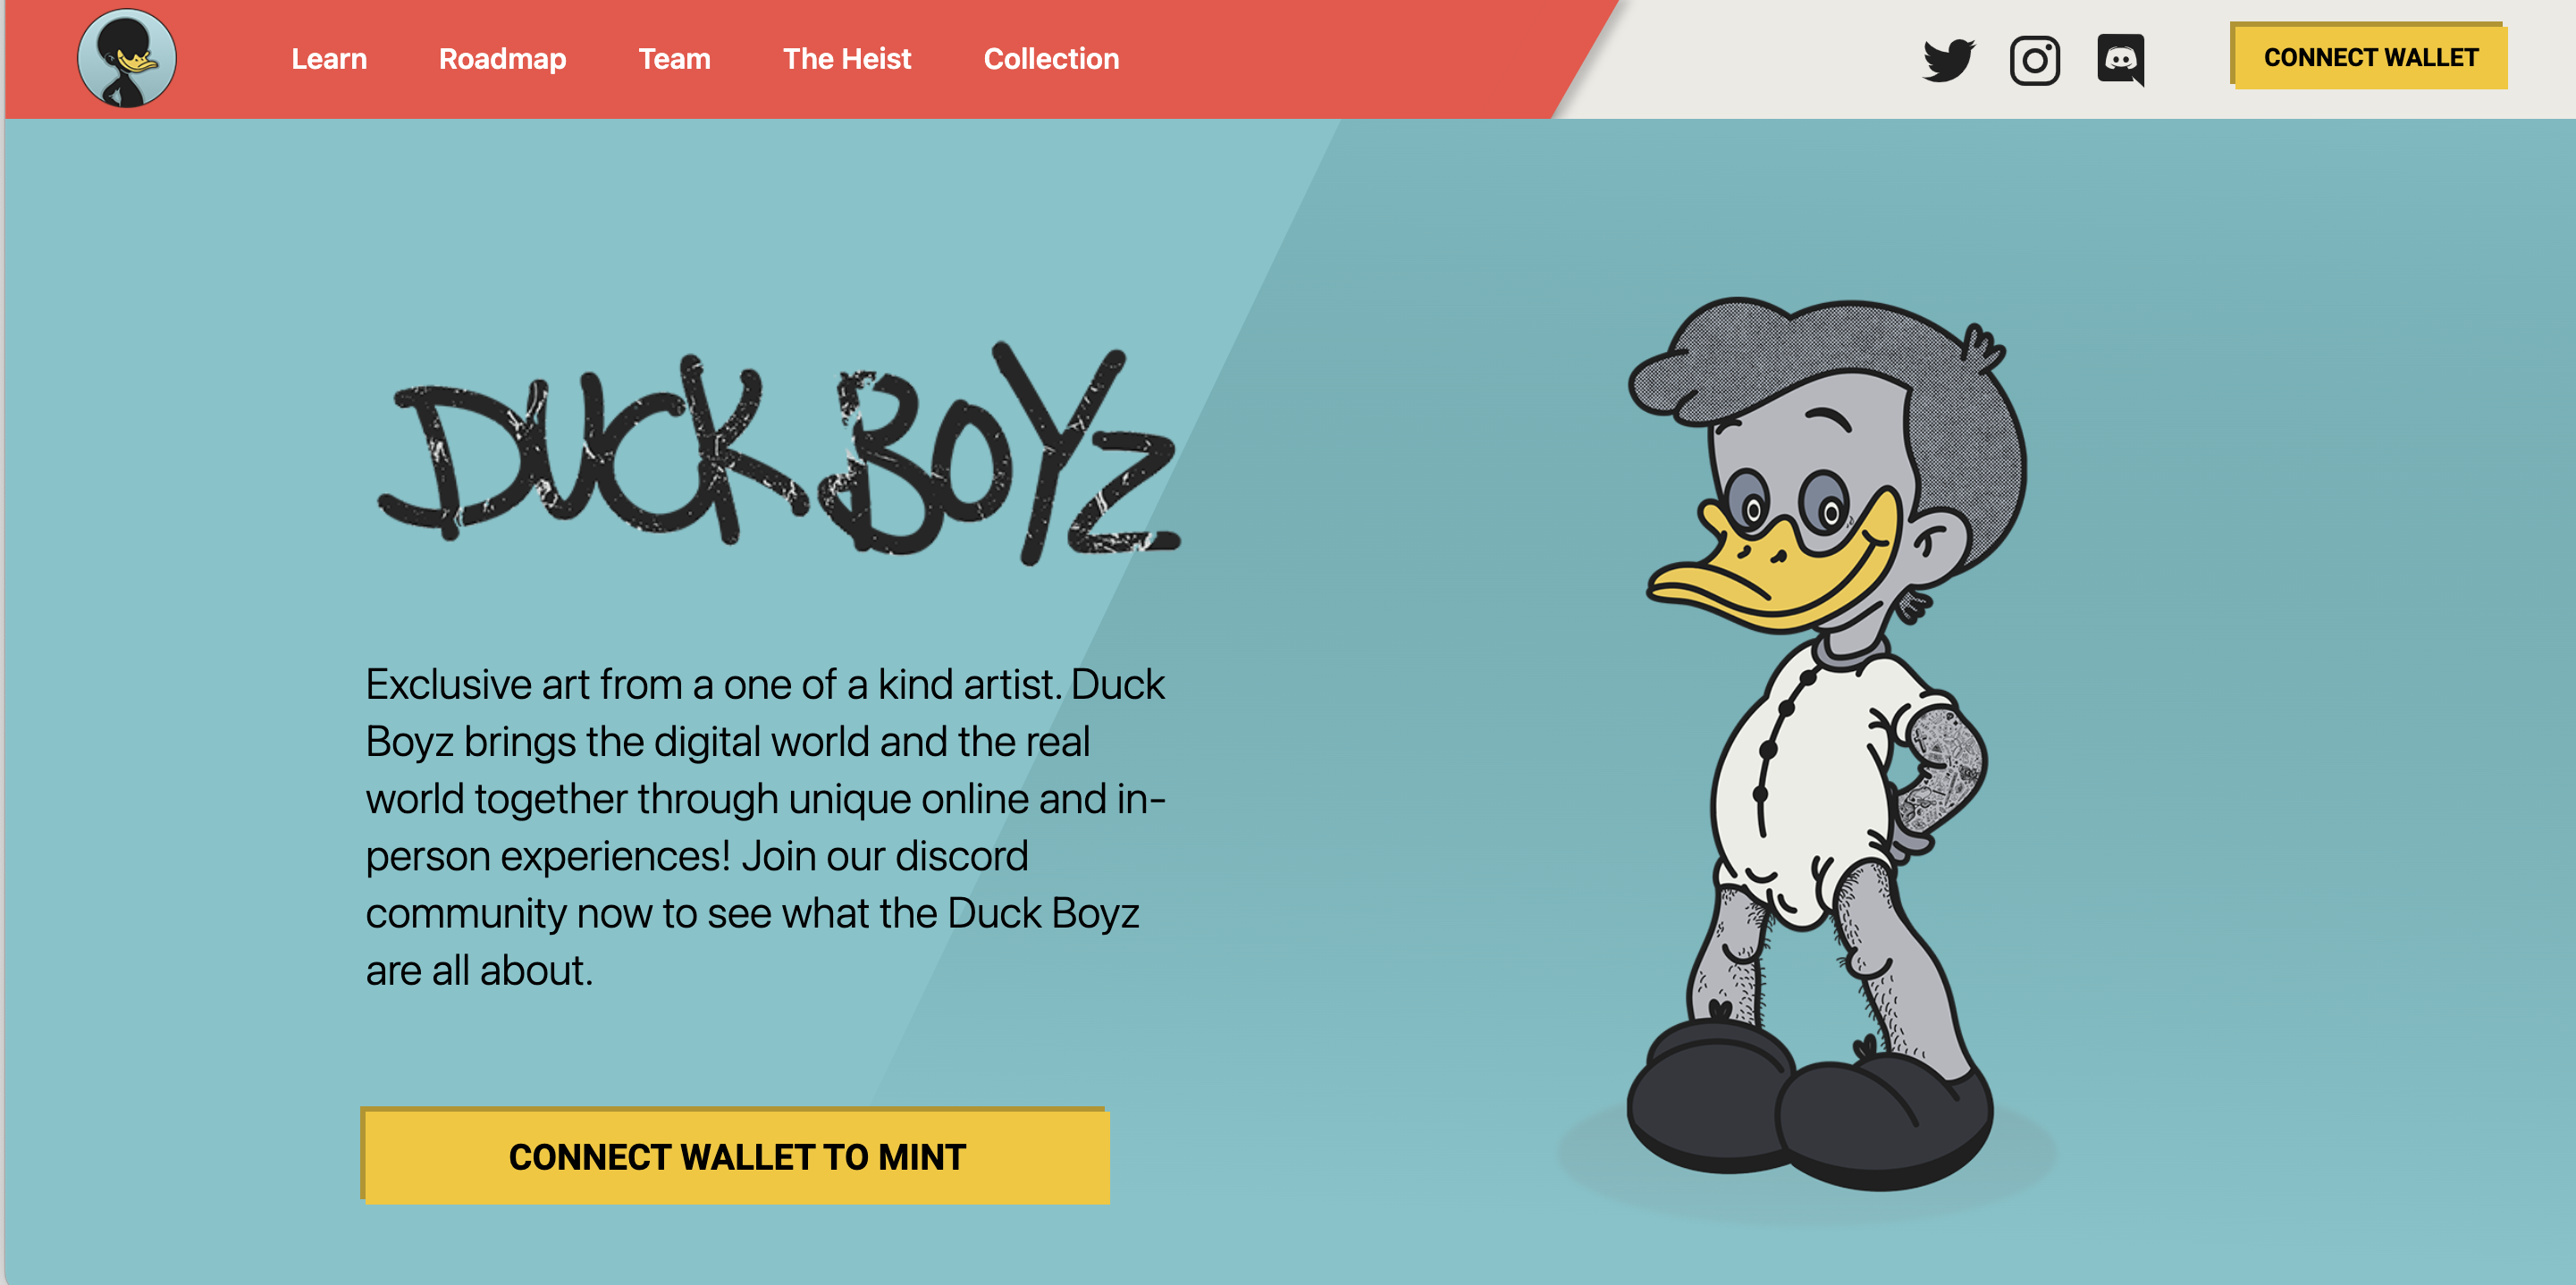 Learn
Roadmap
Team
The Heist
Collection
CONNECT WALLET
DUCK BOYZ
Exclusive art from a one of a kind artist. Duck
Boyz brings the digital world and the real
world together through unique online and in-
person experiences! Join our discord
community now to see what the Duck Boyz
are all about.
CONNECT WALLET TO MINT